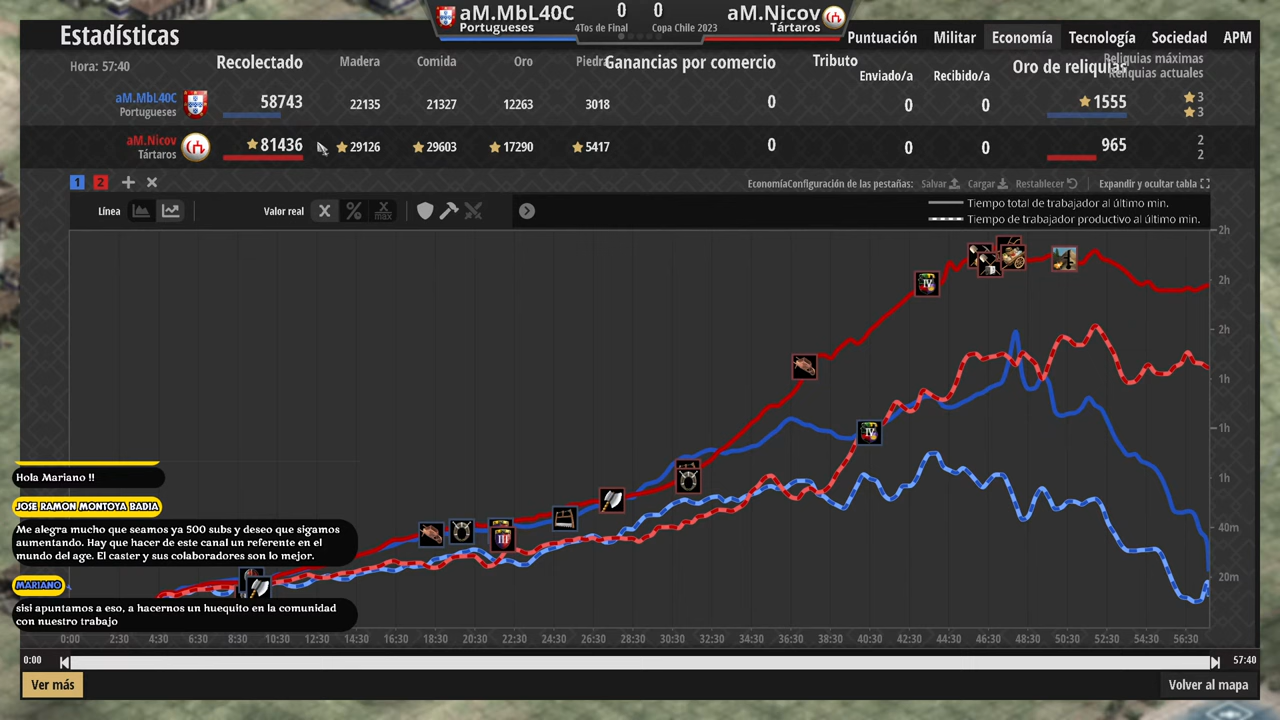 aM.MbL40C
Portugueses
0 0
4Tos de Final
Copa Chile 2023
aM.Nicov
Tártaros
Estadísticas
Puntuación Militar Economía Tecnología Sociedad APM
Hora: 57:40
Recolectado Madera Comida Oro Piedra Ganancias por comercio Tributo Enviado/a Recibido/a Oro de reliquias Reliquias máximas
Reliquias actuales
aM.MbL40C
Portugueses
58743 22135 21327 12263 3018 0 0 0 1555 3
3
aM.Nicov
Tártaros
81436 29126 29603 17290 5417 0 0 0 965 2
2
1 2
EconomíaConfiguración de las pestañas: Salvar Cargar Restablecer Expandir y ocultar tabla
Línea Valor real X % X max
Tiempo total de trabajador al último min.
Tiempo de trabajador productivo al último min.
2h
2h
2h
1h
1h
1h
40m
20m
IV
IV
III
Hola Mariano !!
JOSE RAMON MONTOYA BADIA
Me alegra mucho que seamos ya 500 subs y deseo que sigamos
aumentando. Hay que hacer de este canal un referente en el
mundo del age. El caster y sus colaboradores son lo mejor.
MARIANO
sisi apuntamos a eso, a hacernos un huequito en la comunidad
con nuestro trabajo
0:00 2:30 4:30 6:30 8:30 10:30 12:30 14:30 16:30 18:30 20:30 22:30 24:30 26:30 28:30 30:30 32:30 34:30 36:30 38:30 40:30 42:30 44:30 46:30 48:30 50:30 52:30 54:30 56:30
0:00 57:40
Ver más
Volver al mapa